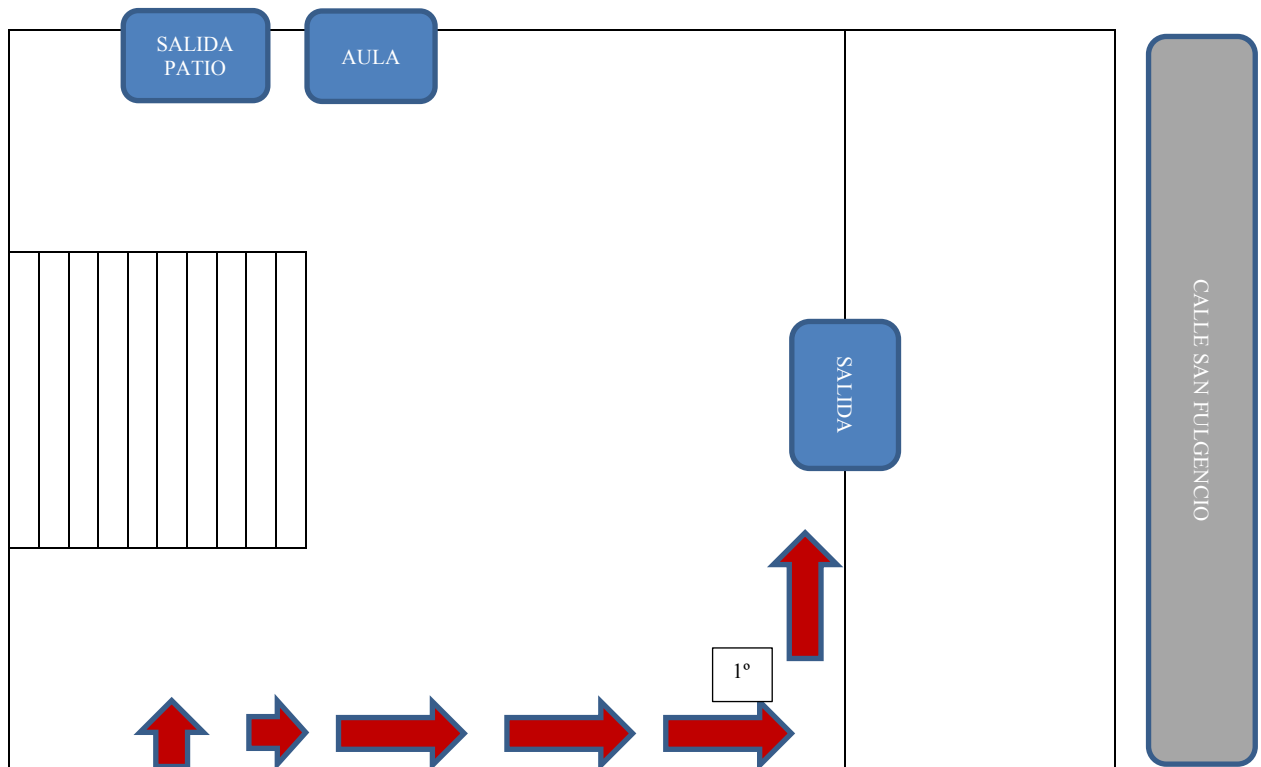 SALIDA
PATIO
AULA
SALIDA
CALLE SAN FULGENCIO
1º